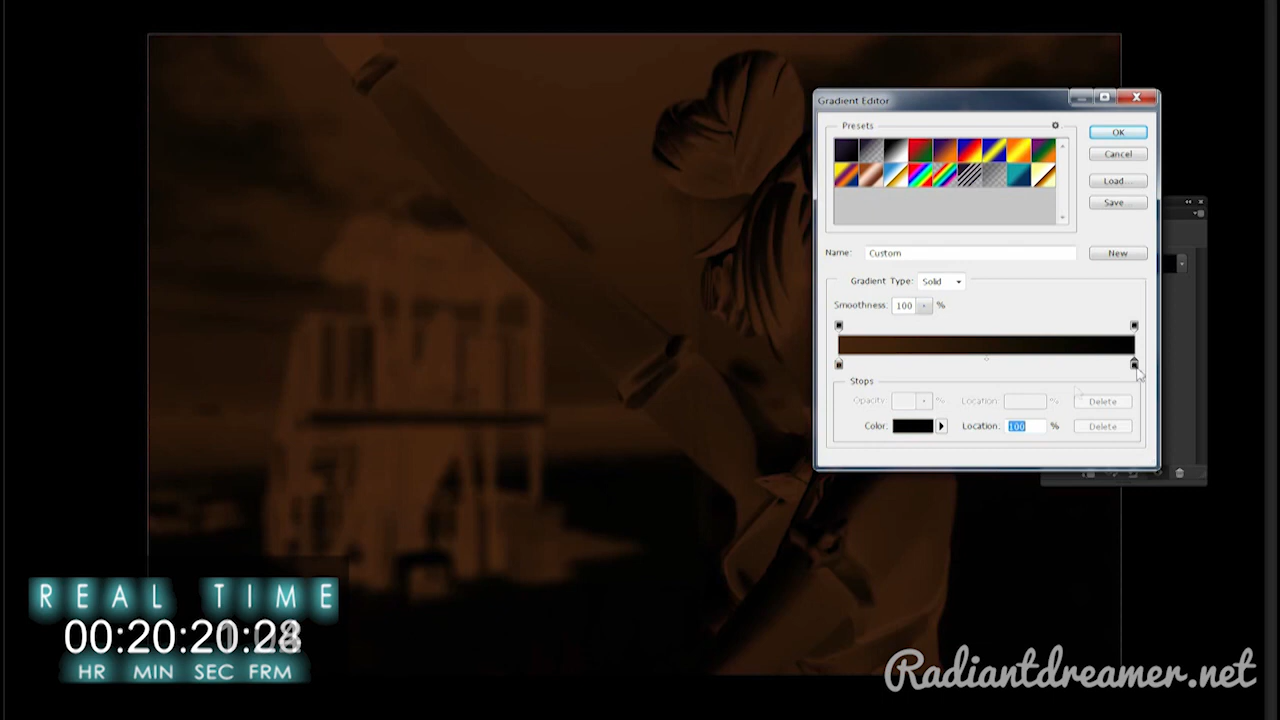 Gradient Editor
Presets
OK
Cancel
Load...
Save...
Name: Custom
New
Gradient Type: Solid
Smoothness: 100 %
Stops
Opacity: % Location: % Delete
Color: Location: 100 % Delete
REAL TIME
00:20:20:28
HR MIN SEC FRM
Radiantdreamer.net